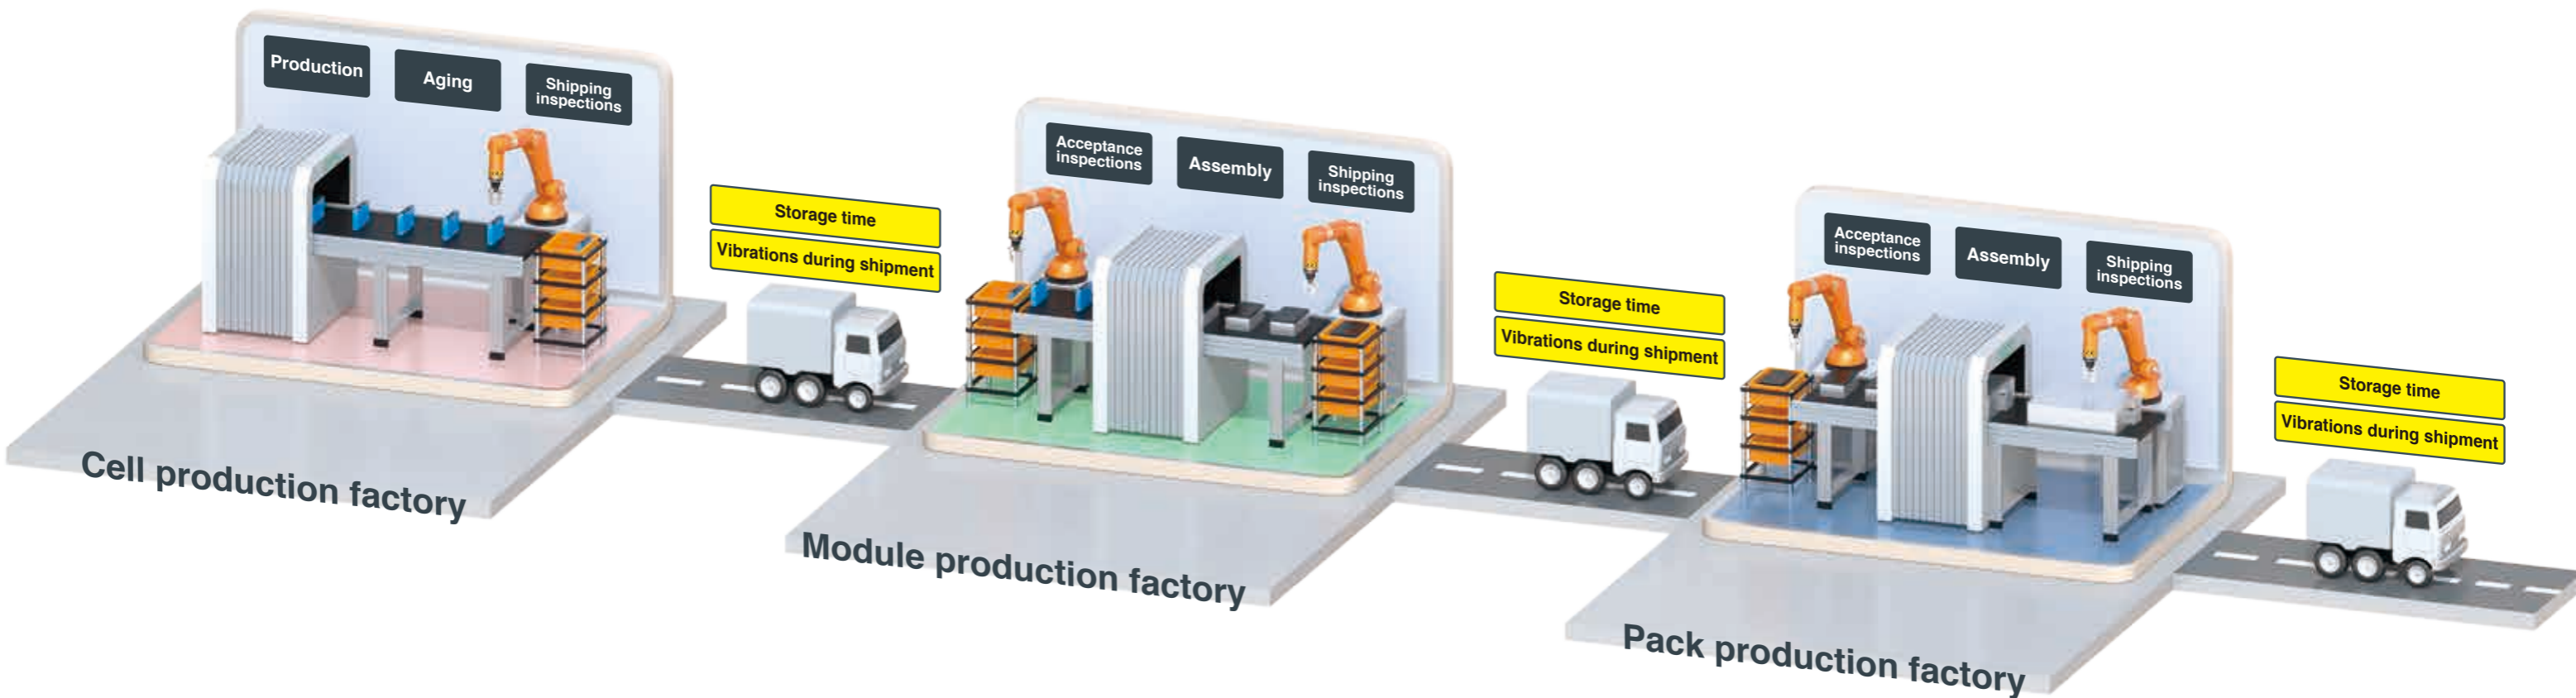 Production
Aging
Shipping
inspections
Storage time
Vibrations during shipment
Cell production factory
Acceptance
inspections
Assembly
Shipping
inspections
Storage time
Vibrations during shipment
Module production factory
Acceptance
inspections
Assembly
Shipping
inspections
Storage time
Vibrations during shipment
Pack production factory